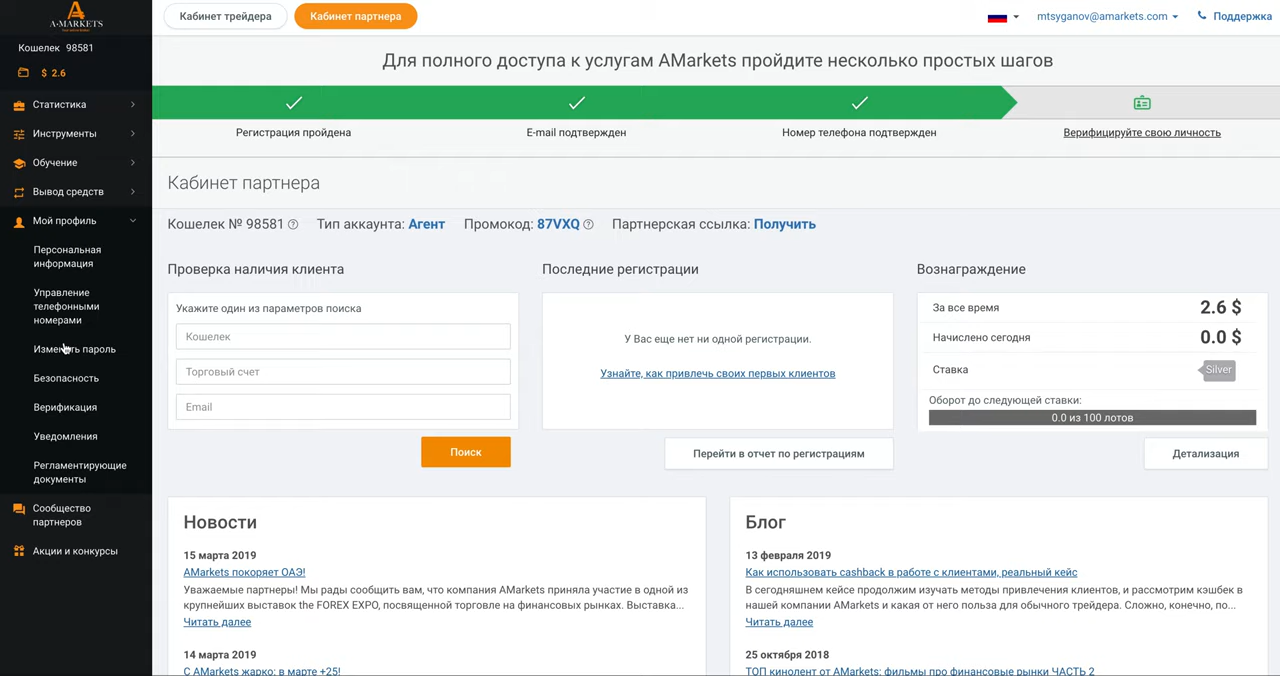 A·MARKETS
Кабинет трейдера
Кабинет партнера
mtsyganov@amarkets.com
Поддержка
Кошелек 98581
$ 2.6
Статистика
Инструменты
Обучение
Вывод средств
Мой профиль
Персональная
информация
Управление
телефонными
номерами
Изменить пароль
Безопасность
Верификация
Уведомления
Регламентирующие
документы
Сообщество
партнеров
Акции и конкурсы
Для полного доступа к услугам AMarkets пройдите несколько простых шагов
Регистрация пройдена
E-mail подтвержден
Номер телефона подтвержден
Верифицируйте свою личность
Кабинет партнера
Кошелек № 98581 ? Тип аккаунта: Агент Промокод: 87VXQ ? Партнерская ссылка: Получить
Проверка наличия клиента
Укажите один из параметров поиска
Кошелек
Торговый счет
Email
Поиск
Последние регистрации
У Вас еще нет ни одной регистрации.
Узнайте, как привлечь своих первых клиентов
Перейти в отчет по регистрациям
Вознаграждение
За все время 2.6 $
Начислено сегодня 0.0 $
Ставка Silver
Оборот до следующей ставки:
0.0 из 100 лотов
Детализация
Новости
15 марта 2019
AMarkets покоряет ОАЭ!
Уважаемые партнеры! Мы рады сообщить вам, что компания AMarkets приняла участие в одной из
крупнейших выставок the FOREX EXPO, посвященной торговле на финансовых рынках. Выставка...
Читать далее
14 марта 2019
С AMarkets жарко: в марте +25!
Блог
13 февраля 2019
Как использовать cashback в работе с клиентами, реальный кейс
В сегодняшнем кейсе продолжим изучать методы привлечения клиентов, и рассмотрим кэшбек в
нашей компании AMarkets и какая от него польза для обычного трейдера. Сложно, конечно, по...
Читать далее
25 октября 2018
ТОП кинолент от AMarkets: фильмы про финансовые рынки ЧАСТЬ 2